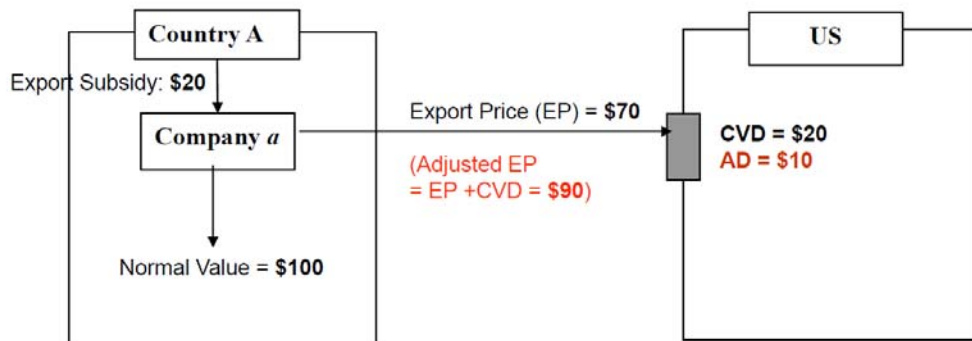 Country A
US
Export Subsidy: $20
Company a
Export Price (EP) = $70
(Adjusted EP
= EP +CVD = $90)
CVD = $20
AD = $10
Normal Value = $100